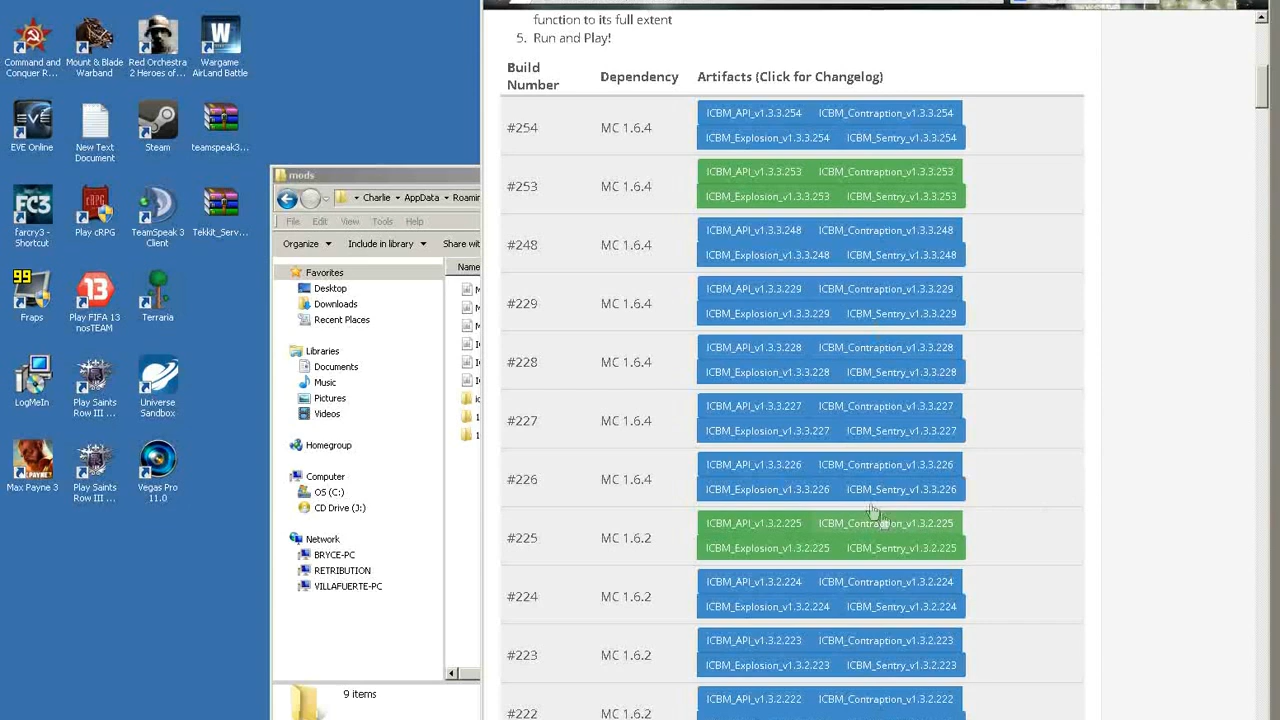 Command and
Conquer R...
Mount & Blade
Warband
Red Orchestra
2 Heroes of...
W
Wargame
AirLand Battle
EVE
EVE Online
New Text
Document
Steam
teamspeak3...
FC3
farcry3 -
Shortcut
cRPG
Play cRPG
TeamSpeak 3
Client
Tekkit_Serv...
99
Fraps
13
Play FIFA 13
nosTEAM
Terraria
LogMeIn
Play Saints
Row III ...
Universe
Sandbox
Max Payne 3
Play Saints
Row III ...
Vegas Pro
11.0
mods
Charlie
AppData
Roamin
File Edit View Tools Help
Organize Include in library Share wit
Favorites
Desktop
Downloads
Recent Places
Libraries
Documents
Music
Pictures
Videos
Homegroup
Computer
OS (C:)
CD Drive (J:)
Network
BRYCE-PC
RETRIBUTION
VILLAFUERTE-PC
Name
9 items
function to its full extent
5. Run and Play!
Build
Number
Dependency
Artifacts (Click for Changelog)
#254 MC 1.6.4
ICBM_API_v1.3.3.254 ICBM_Contraption_v1.3.3.254
ICBM_Explosion_v1.3.3.254 ICBM_Sentry_v1.3.3.254
#253 MC 1.6.4
ICBM_API_v1.3.3.253 ICBM_Contraption_v1.3.3.253
ICBM_Explosion_v1.3.3.253 ICBM_Sentry_v1.3.3.253
#248 MC 1.6.4
ICBM_API_v1.3.3.248 ICBM_Contraption_v1.3.3.248
ICBM_Explosion_v1.3.3.248 ICBM_Sentry_v1.3.3.248
#229 MC 1.6.4
ICBM_API_v1.3.3.229 ICBM_Contraption_v1.3.3.229
ICBM_Explosion_v1.3.3.229 ICBM_Sentry_v1.3.3.229
#228 MC 1.6.4
ICBM_API_v1.3.3.228 ICBM_Contraption_v1.3.3.228
ICBM_Explosion_v1.3.3.228 ICBM_Sentry_v1.3.3.228
#227 MC 1.6.4
ICBM_API_v1.3.3.227 ICBM_Contraption_v1.3.3.227
ICBM_Explosion_v1.3.3.227 ICBM_Sentry_v1.3.3.227
#226 MC 1.6.4
ICBM_API_v1.3.3.226 ICBM_Contraption_v1.3.3.226
ICBM_Explosion_v1.3.3.226 ICBM_Sentry_v1.3.3.226
#225 MC 1.6.2
ICBM_API_v1.3.2.225 ICBM_Contraption_v1.3.2.225
ICBM_Explosion_v1.3.2.225 ICBM_Sentry_v1.3.2.225
#224 MC 1.6.2
ICBM_API_v1.3.2.224 ICBM_Contraption_v1.3.2.224
ICBM_Explosion_v1.3.2.224 ICBM_Sentry_v1.3.2.224
#223 MC 1.6.2
ICBM_API_v1.3.2.223 ICBM_Contraption_v1.3.2.223
ICBM_Explosion_v1.3.2.223 ICBM_Sentry_v1.3.2.223
#222 MC 1.6.2
ICBM_API_v1.3.2.222 ICBM_Contraption_v1.3.2.222